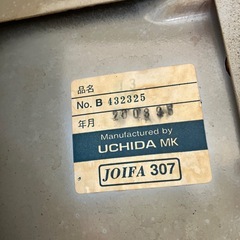 品名
No. B 432325
年月
Manufactured by
UCHIDA MK
JOIFA 307